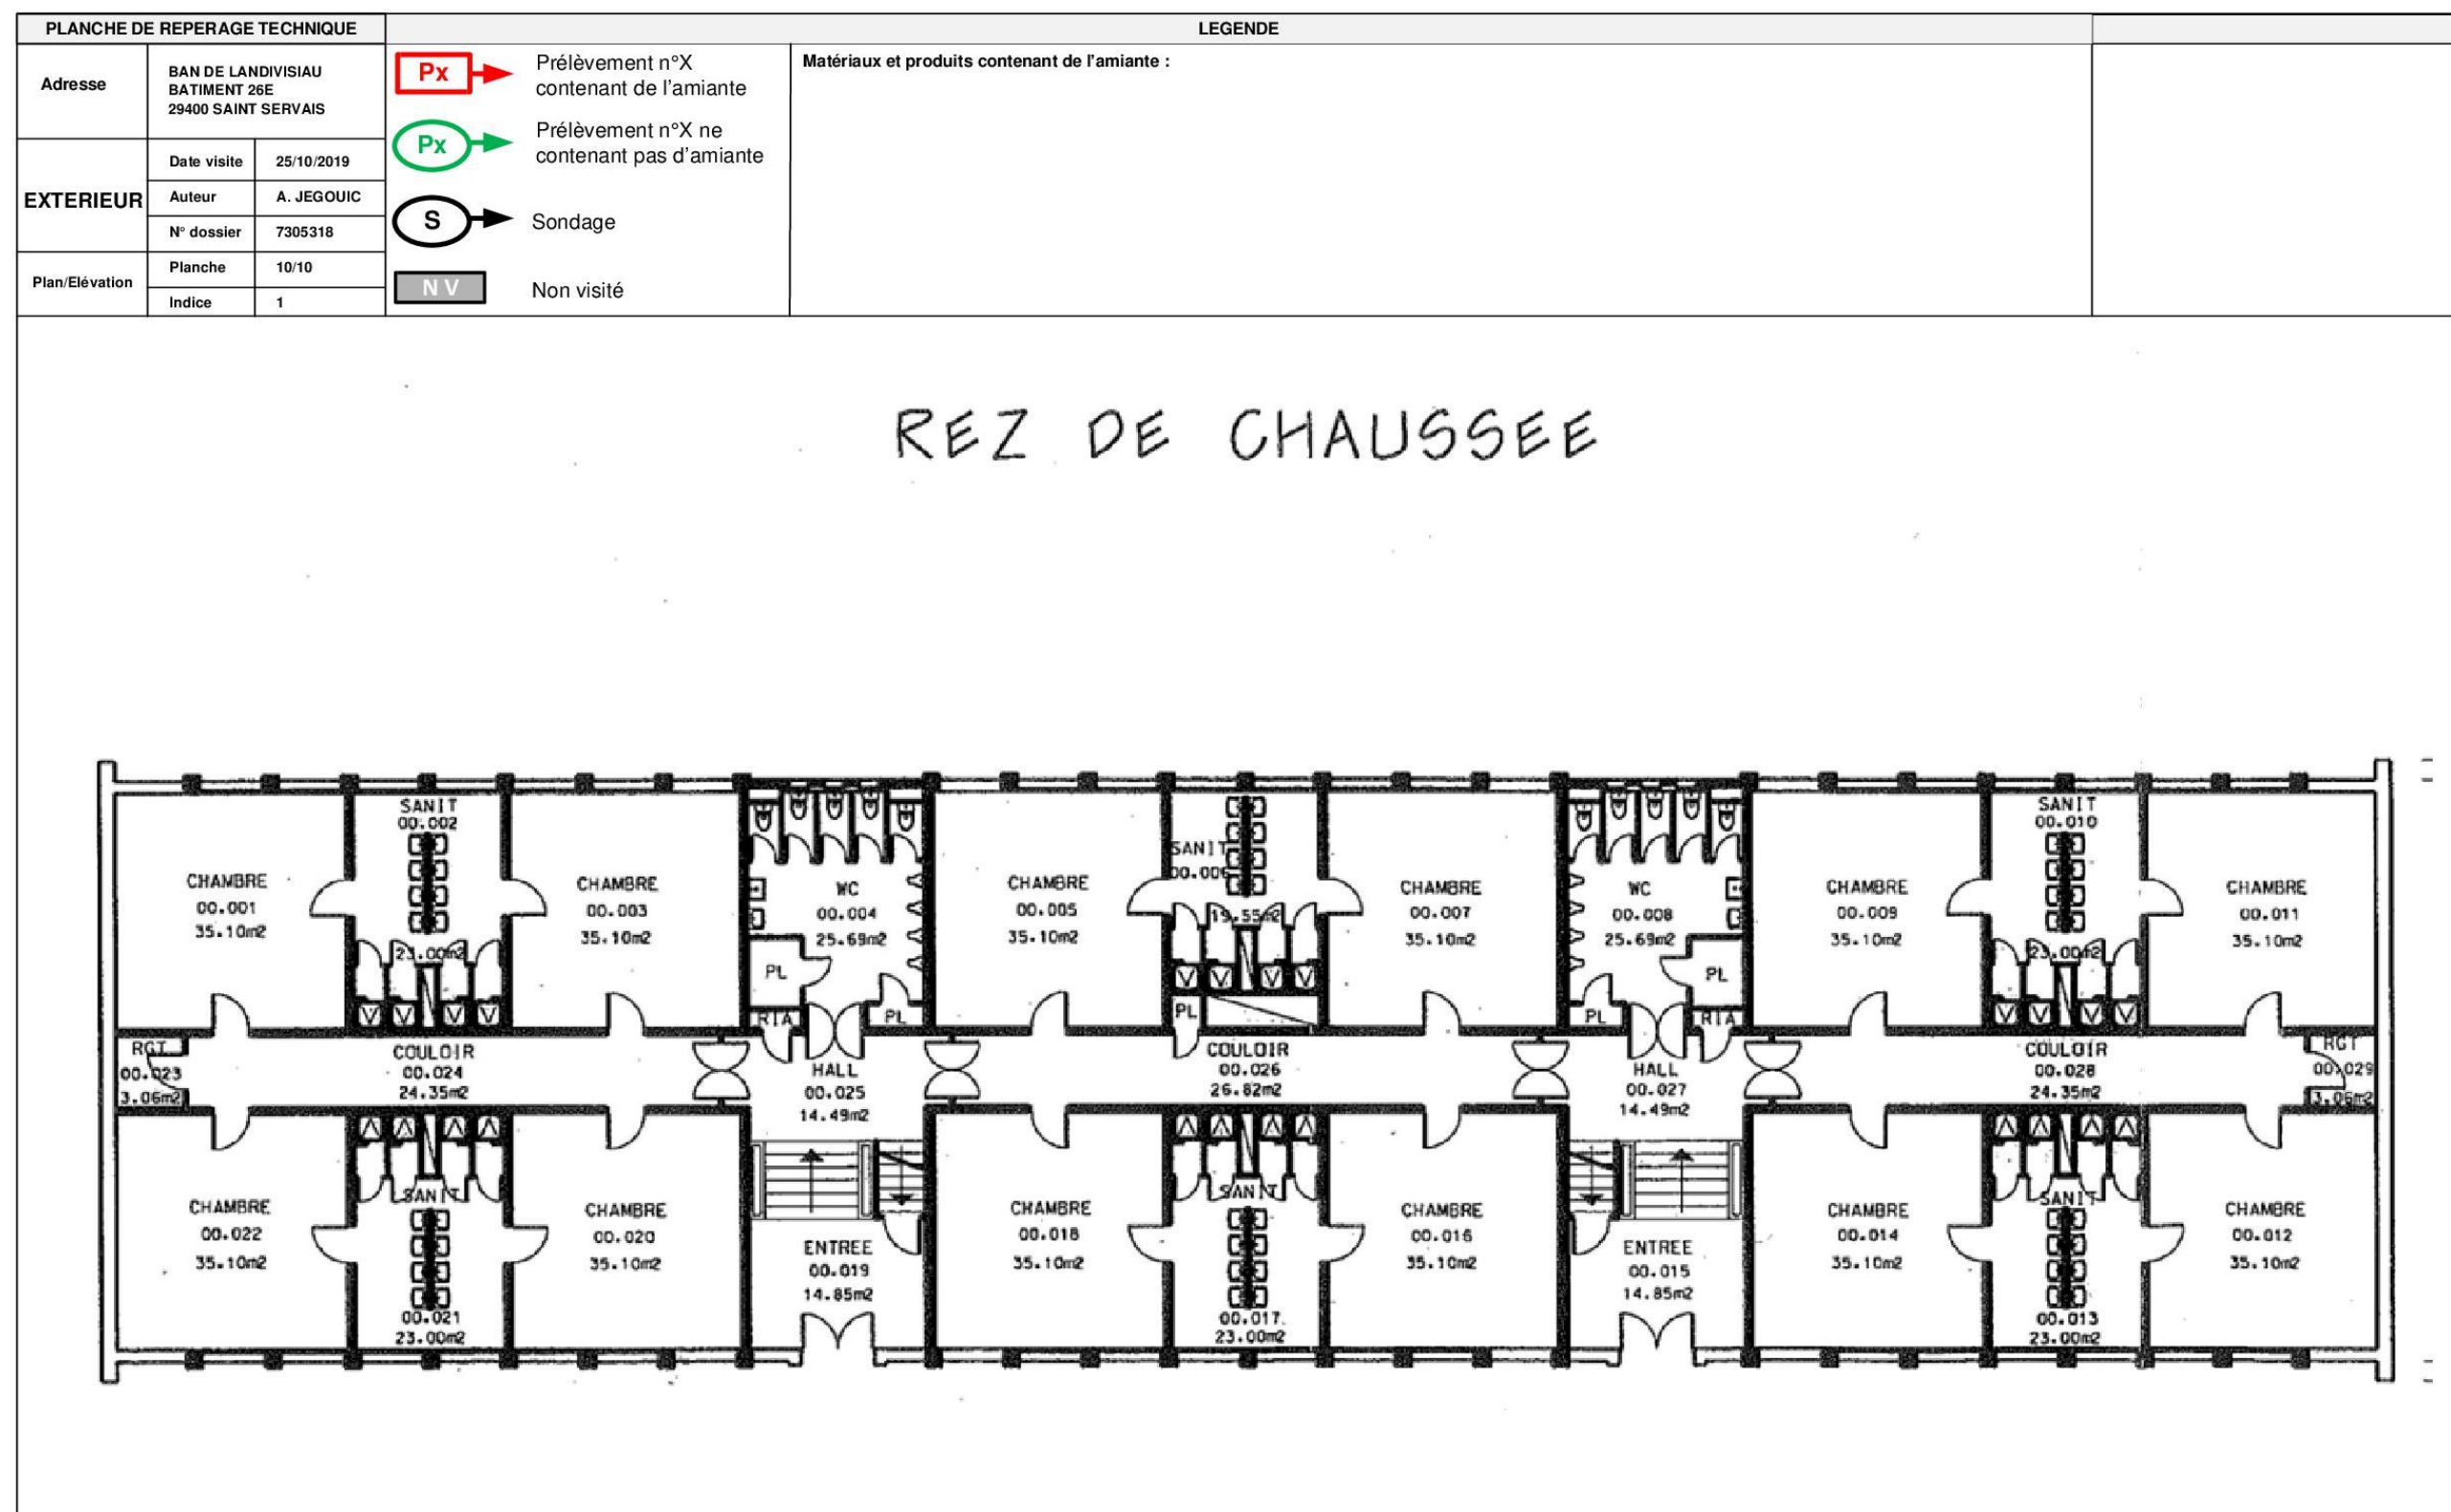 PLANCHE DE REPERAGE TECHNIQUE
LEGENDE
Adresse
BAN DE LANDIVISIAU
BATIMENT 26E
29400 SAINT SERVAIS
EXTERIEUR
Date visite 25/10/2019
Auteur A. JEGOUIC
N° dossier 7305318
Plan/Elévation
Planche 10/10
Indice 1
Px
Prélèvement n°X
contenant de l'amiante
Px
Prélèvement n°X ne
contenant pas d'amiante
S
Sondage
N V
Non visité
Matériaux et produits contenant de l'amiante :
REZ DE CHAUSSEE
CHAMBRE
00.001
35.10m2
SANIT
00.002
23.00m2
CHAMBRE
00.003
35.10m2
WC
00.004
25.69m2
PL
RIA
PL
CHAMBRE
00.005
35.10m2
SANIT
00.006
19.55m2
PL
CHAMBRE
00.007
35.10m2
WC
00.008
25.69m2
PL
PL
RIA
CHAMBRE
00.009
35.10m2
SANIT
00.010
23.00m2
CHAMBRE
00.011
35.10m2
RGT
00.023
3.06m2
COULOIR
00.024
24.35m2
HALL
00.025
14.49m2
COULOIR
00.026
26.82m2
HALL
00.027
14.49m2
COULOIR
00.028
24.35m2
RGT
00.029
3.06m2
CHAMBRE
00.022
35.10m2
SANIT
00.021
23.00m2
CHAMBRE
00.020
35.10m2
ENTREE
00.019
14.85m2
CHAMBRE
00.018
35.10m2
SANIT
00.017
23.00m2
CHAMBRE
00.016
35.10m2
ENTREE
00.015
14.85m2
CHAMBRE
00.014
35.10m2
SANIT
00.013
23.00m2
CHAMBRE
00.012
35.10m2